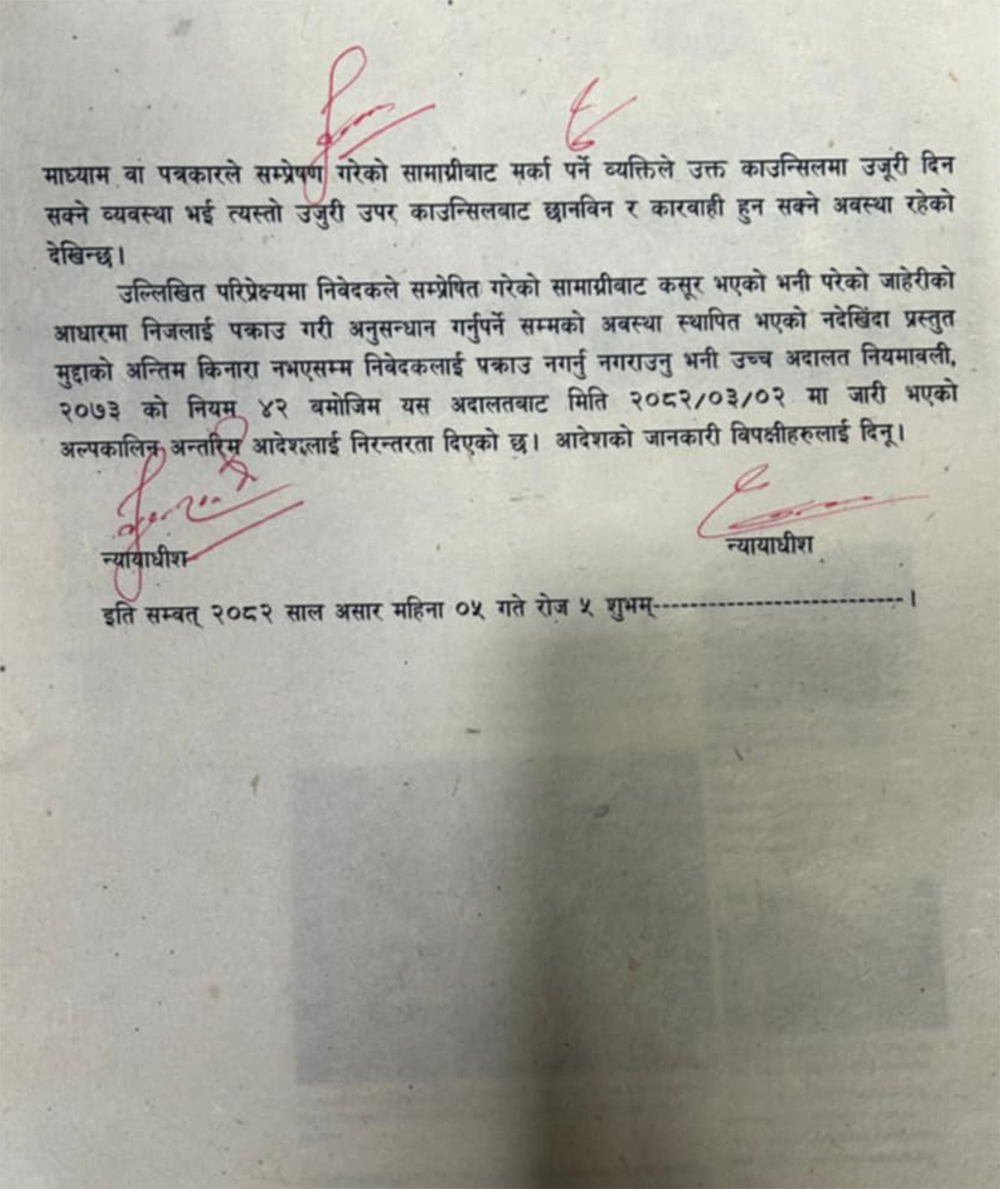 माध्याम वा पत्रकारले सम्प्रेषण गरेको सामाग्रीबाट मर्का पर्ने व्यक्तिले उक्त काउन्सिलमा उजूरी दिन
सक्ने व्यवस्था भई त्यस्तो उजुरी उपर काउन्सिलबाट छानविन र कारवाही हुन सक्ने अवस्था रहेको
देखिन्छ।
उल्लिखित परिप्रेक्ष्यमा निवेदकले सम्प्रेषित गरेको सामाग्रीबाट कसूर भएको भनी परेको जाहेरीको
आधारमा निजलाई पक्राउ गरी अनुसन्धान गर्नुपर्ने सम्मको अवस्था स्थापित भएको नदेखिंदा प्रस्तुत
मुद्दाको अन्तिम किनारा नभएसम्म निवेदकलाई पक्राउ नगर्नु नगराउनु भनी उच्च अदालत नियमावली,
२०७३ को नियम ४२ बमोजिम यस अदालतबाट मिति २०८२/०३/०२ मा जारी भएको
अल्पकालिन अन्तरिम आदेशलाई निरन्तरता दिएको छ। आदेशको जानकारी विपक्षीहरुलाई दिनू।
न्यायाधीश न्यायाधीश
इति सम्वत् २०८२ साल असार महिना ०५ गते रोज ५ शुभम्---------------------------।